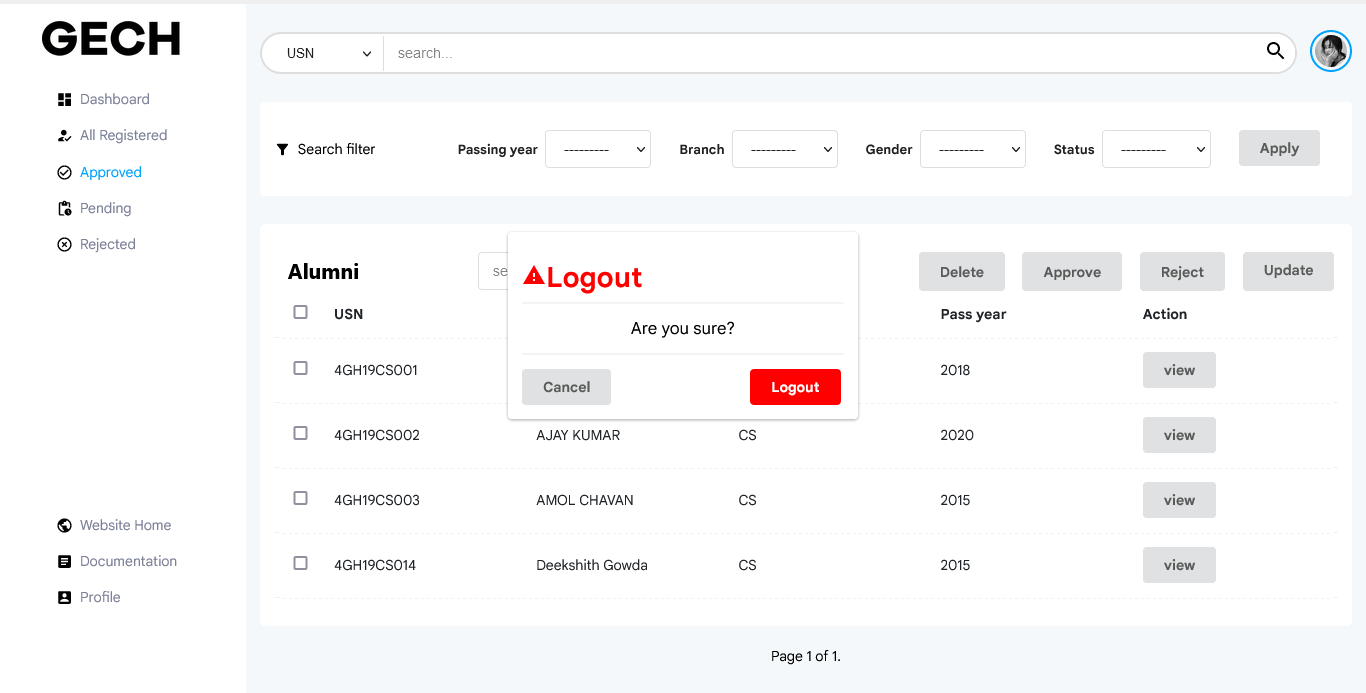 GECH
Dashboard
All Registered
Approved
Pending
Rejected
Website Home
Documentation
Profile
USN search...
Search filter Passing year --------- Branch --------- Gender --------- Status --------- Apply
Alumni se Delete Approve Reject Update
USN Pass year Action
4GH19CS001 2018 view
4GH19CS002 AJAY KUMAR CS 2020 view
4GH19CS003 AMOL CHAVAN CS 2015 view
4GH19CS014 Deekshith Gowda CS 2015 view
Logout
Are you sure?
Cancel Logout
Page 1 of 1.